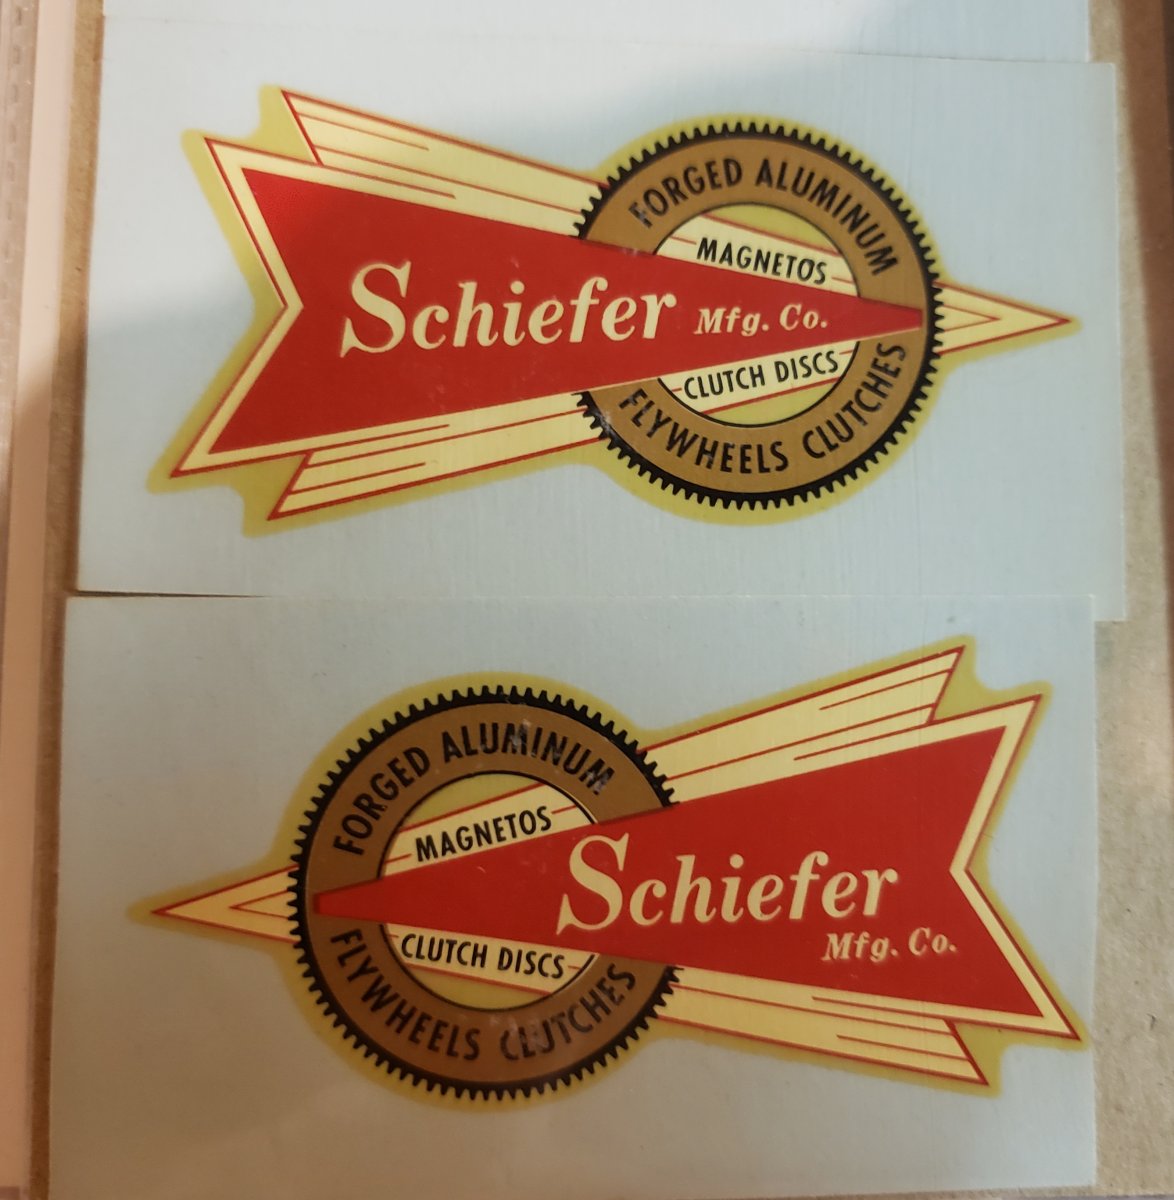 FORGED ALUMINUM
MAGNETOS
Schiefer Mfg. Co.
CLUTCH DISCS
FLYWHEELS CLUTCHES
FORGED ALUMINUM
MAGNETOS
Schiefer
Mfg. Co.
CLUTCH DISCS
FLYWHEELS CLUTCHES